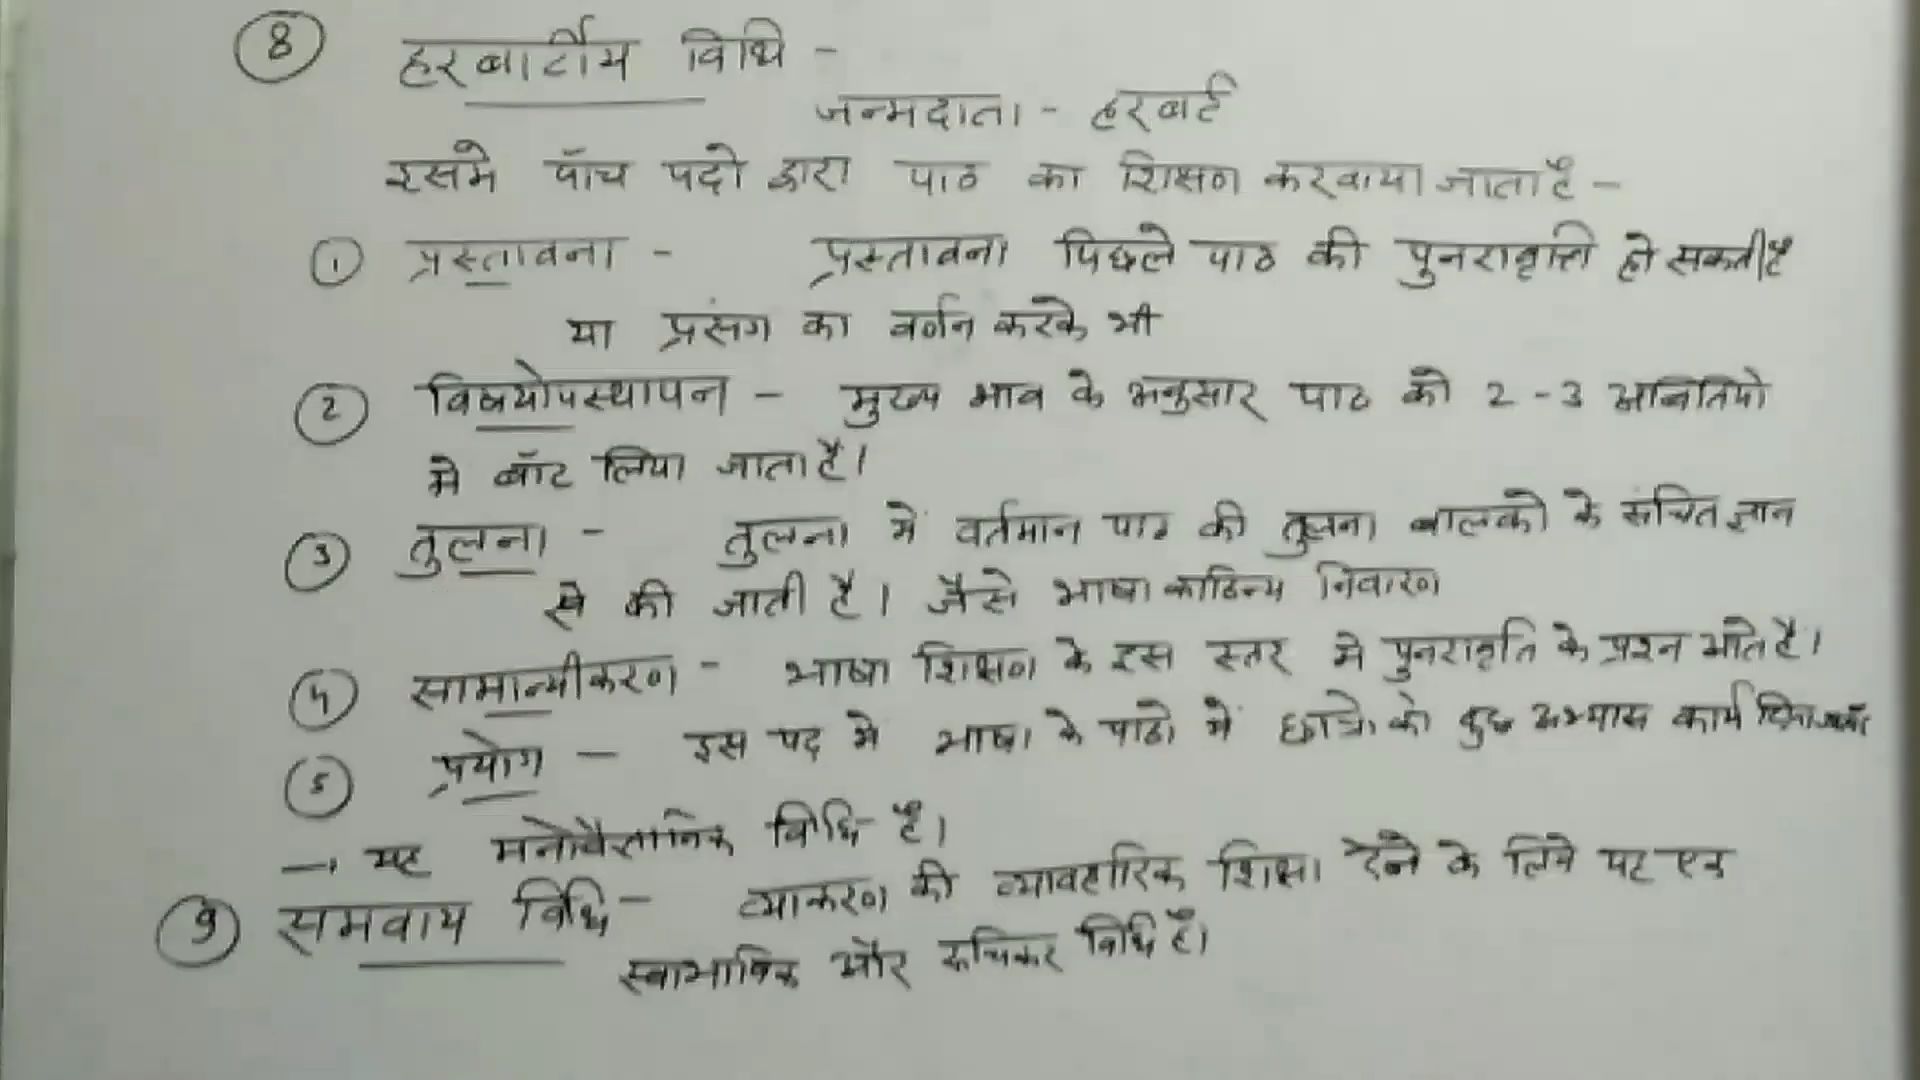 8 हरबार्टीय विधि -
जन्मदाता - हरबर्ट
इसमे पॉच पदो द्वारा पाठ का शिक्षण करवाया जाता है -
1 प्रस्तावना - प्रस्तावना पिछले पाठ की पुनरावृत्ति हो सकती है
या प्रसंग का वर्णन करके भी
2 विषयोपस्थापन - मुख्य भाव के अनुसार पाठ को 2 - 3 अन्वितियो
मे बॉट लिया जाता है।
3 तुलना - तुलना में वर्तमान पाठ की तुलना बालको के संचित ज्ञान
से की जाती है। जैसे भाषा काठिन्य निवारण
4 सामान्यीकरण - भाषा शिक्षण के इस स्तर मे पुनरावृति के प्रश्न
5 प्रयोग - इस पद मे भाषा के पाठो में छात्रो को कुछ अभ्यास कार्य
→ यह मनोवैज्ञानिक विधि है।
9 समवाय विधि - व्याकरण की व्यावहारिक शिक्षा देने के लिये यह एक
स्वाभाविक और रुचिकर विधि है।